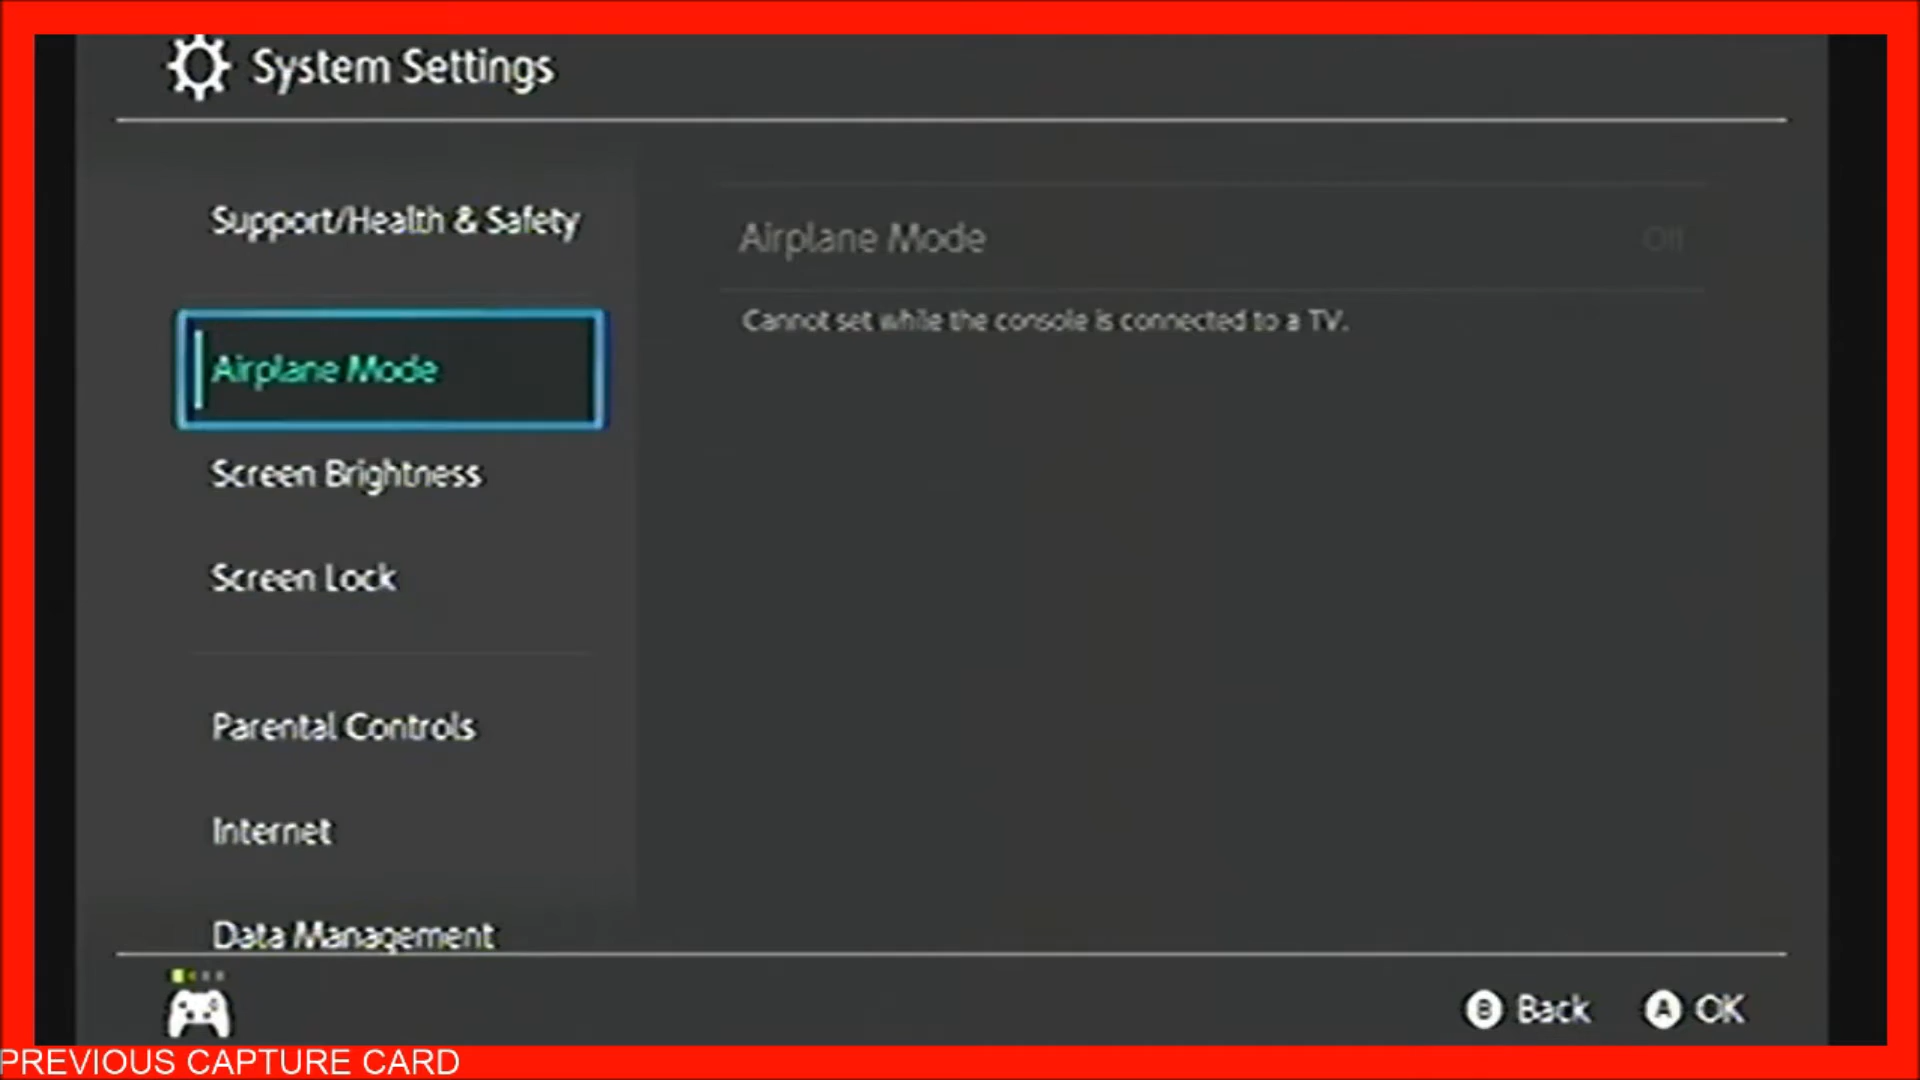 System Settings
Support/Health & Safety
Airplane Mode
Screen Brightness
Screen Lock
Parental Controls
Internet
Data Management
Airplane Mode
Off
Cannot set while the console is connected to a TV.
B Back
A OK
PREVIOUS CAPTURE CARD